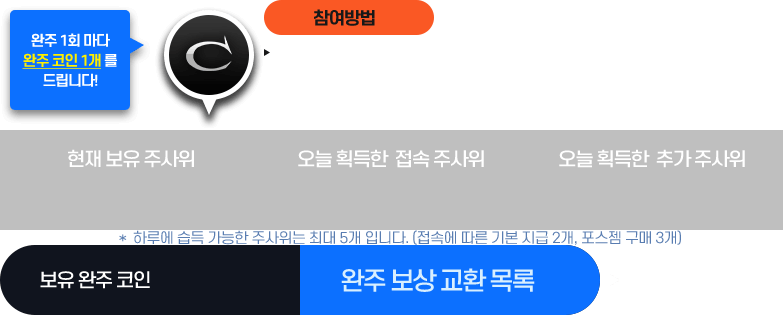 완주 1회 마다
완주 코인 1개 를
드립니다!
참여방법
현재 보유 주사위
오늘 획득한 접속 주사위
오늘 획득한 추가 주사위
* 하루에 습득 가능한 주사위는 최대 5개 입니다. (접속에 따른 기본 지급 2개, 포스젬 구매 3개)
보유 완주 코인
완주 보상 교환 목록